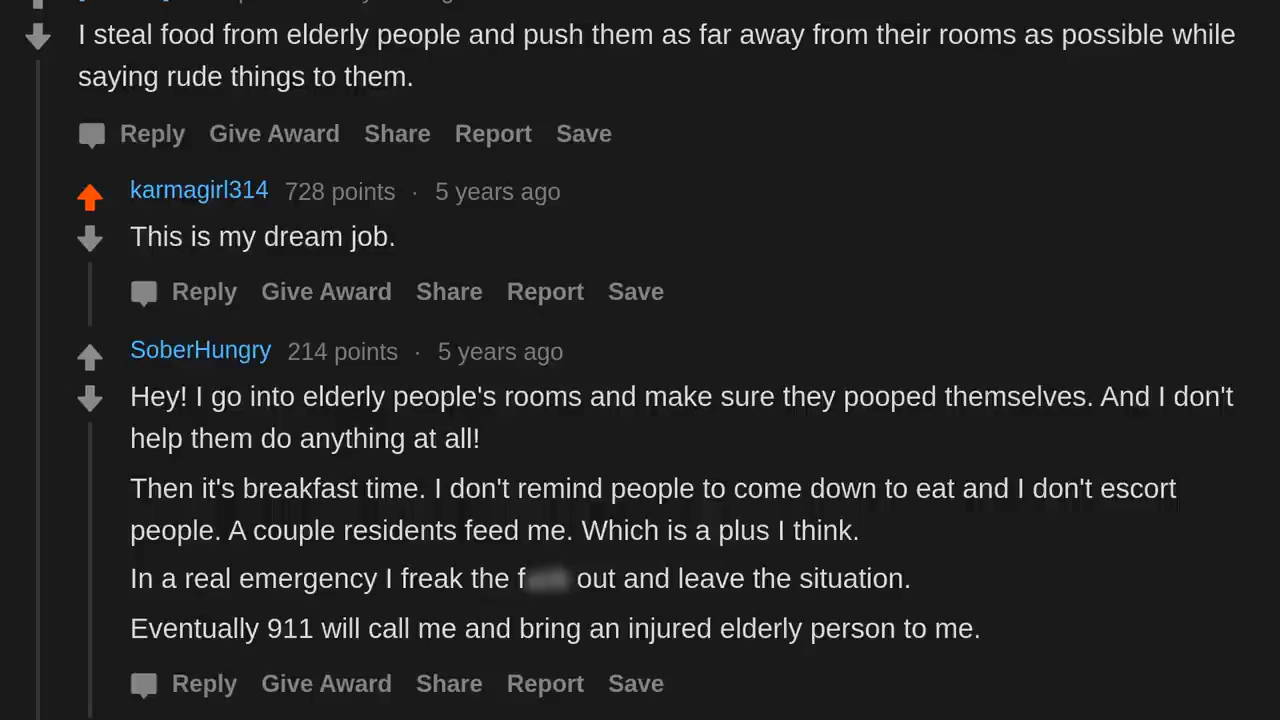 I steal food from elderly people and push them as far away from their rooms as possible while
saying rude things to them.
Reply Give Award Share Report Save
karmagirl314 728 points · 5 years ago
This is my dream job.
Reply Give Award Share Report Save
SoberHungry 214 points · 5 years ago
Hey! I go into elderly people's rooms and make sure they pooped themselves. And I don't
help them do anything at all!
Then it's breakfast time. I don't remind people to come down to eat and I don't escort
people. A couple residents feed me. Which is a plus I think.
In a real emergency I freak the f out and leave the situation.
Eventually 911 will call me and bring an injured elderly person to me.
Reply Give Award Share Report Save